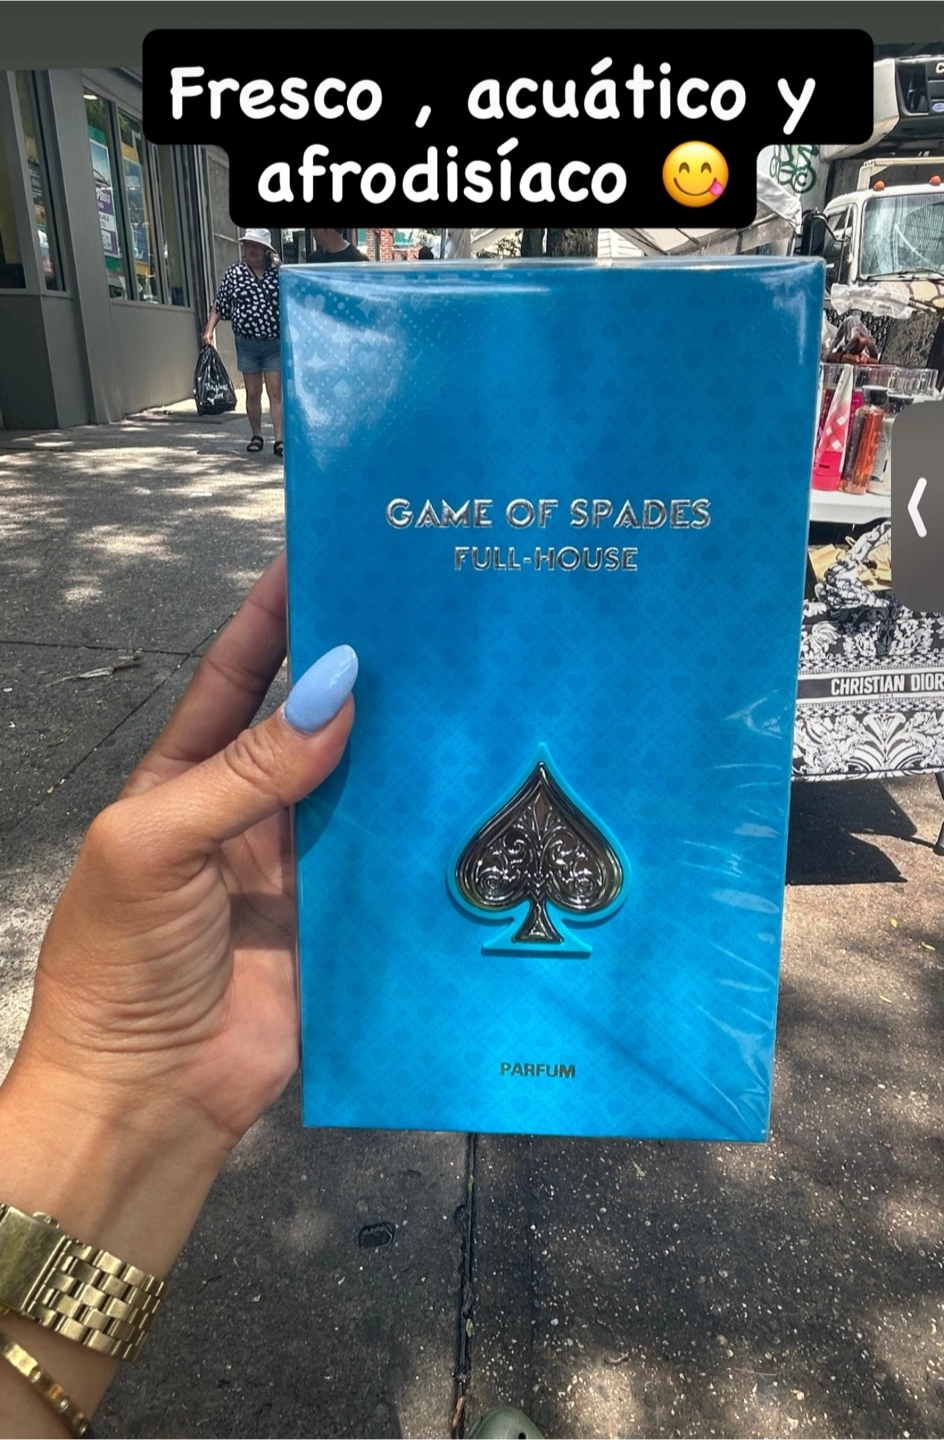 Fresco , acuático y
afrodisíaco 😋
GAME OF SPADES
FULL-HOUSE
CHRISTIAN DIOR
PARFUM